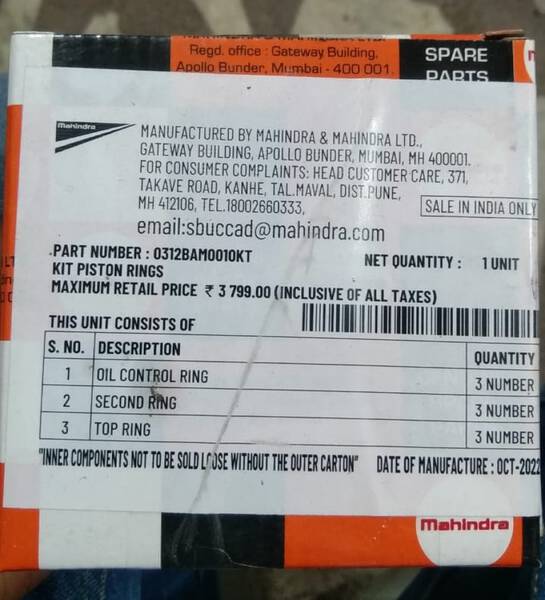 Regd. office : Gateway Building,
Apollo Bunder, Mumbai - 400 001.
SPARE
PARTS
Mahindra
MANUFACTURED BY MAHINDRA & MAHINDRA LTD.,
GATEWAY BUILDING, APOLLO BUNDER, MUMBAI, MH 400001.
FOR CONSUMER COMPLAINTS: HEAD CUSTOMER CARE, 371,
TAKAVE ROAD, KANHE, TAL.MAVAL, DIST.PUNE,
MH 412106, TEL.18002660333,
SALE IN INDIA ONLY
email:sbuccad@mahindra.com
PART NUMBER : 0312BAM0010KT NET QUANTITY : 1 UNIT
KIT PISTON RINGS
MAXIMUM RETAIL PRICE ₹ 3 799.00 (INCLUSIVE OF ALL TAXES)
THIS UNIT CONSISTS OF
S. NO. DESCRIPTION QUANTITY
1 OIL CONTROL RING 3 NUMBER
2 SECOND RING 3 NUMBER
3 TOP RING 3 NUMBER
"INNER COMPONENTS NOT TO BE SOLD LOOSE WITHOUT THE OUTER CARTON" DATE OF MANUFACTURE : OCT-2022
Mahindra